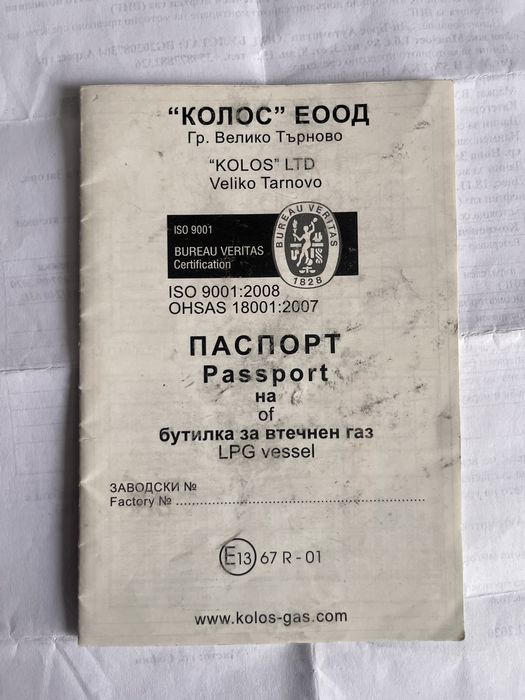 "КОЛОС" ЕООД
Гр. Велико Търново
"KOLOS" LTD
Veliko Tarnovo
ISO 9001
BUREAU VERITAS
Certification
BUREAU VERITAS
1828
ISO 9001:2008
OHSAS 18001:2007
ПАСПОРТ
Passport
на
of
бутилка за втечнен газ
LPG vessel
ЗАВОДСКИ №
Factory №
E13 67 R - 01
www.kolos-gas.com